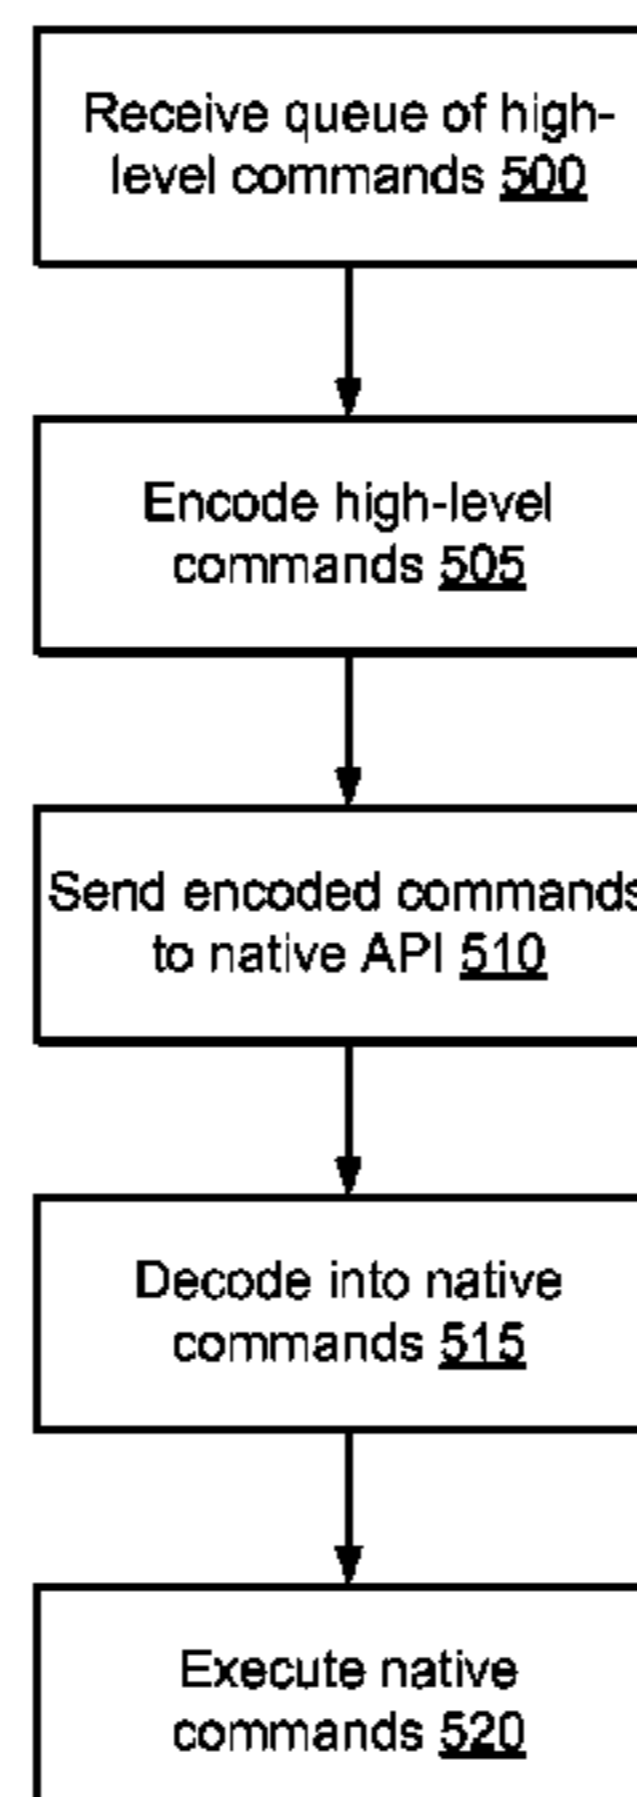 Receive queue of high-
level commands 500
Encode high-level
commands 505
Send encoded commands
to native API 510
Decode into native
commands 515
Execute native
commands 520